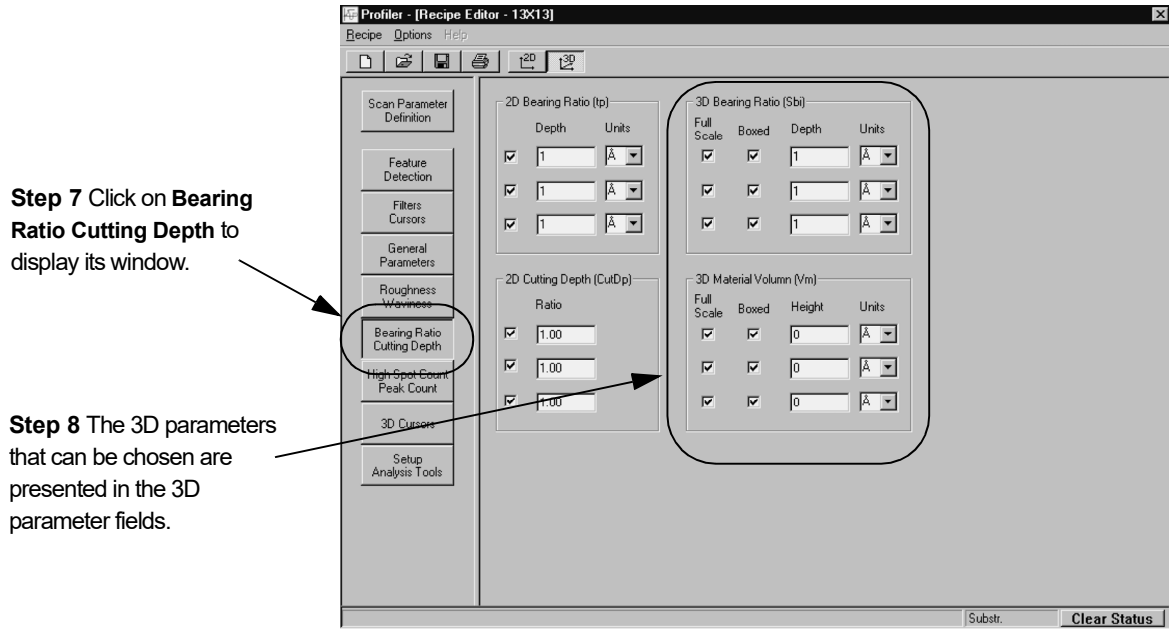 Profiler - [Recipe Editor - 13X13]
Recipe Options Help
2D 3D
Scan Parameter
Definition
Feature
Detection
Filters
Cursors
General
Parameters
Roughness
Waviness
Bearing Ratio
Cutting Depth
High Spot Count
Peak Count
3D Cursors
Setup
Analysis Tools
2D Bearing Ratio (tp)
Depth Units
1 Å
1 Å
1 Å
2D Cutting Depth (CutDp)
Ratio
1.00
1.00
1.00
3D Bearing Ratio (Sbi)
Full
Scale Boxed Depth Units
1 Å
1 Å
1 Å
3D Material Volumn (Vm)
Full
Scale Boxed Height Units
0 Å
0 Å
0 Å
Substr. Clear Status
Step 7 Click on Bearing
Ratio Cutting Depth to
display its window.
Step 8 The 3D parameters
that can be chosen are
presented in the 3D
parameter fields.